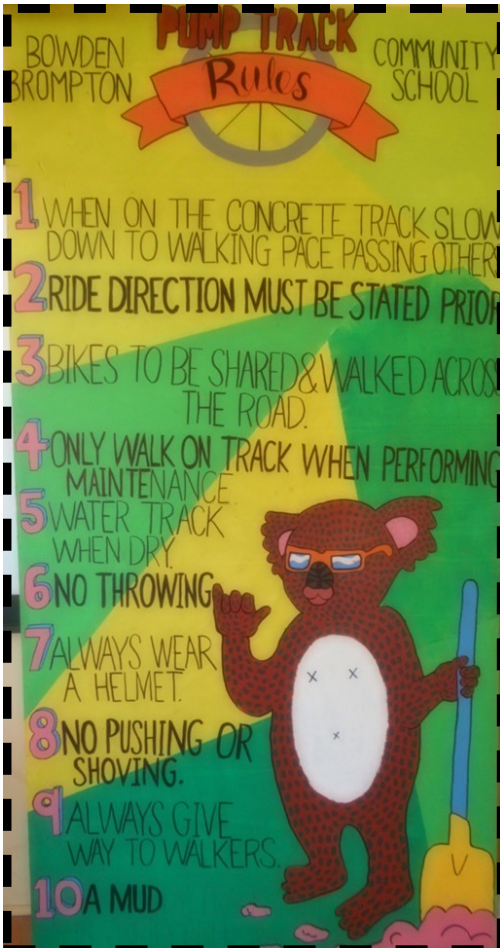 PUMP TRACK
BOWDEN BROMPTON
Rules
COMMUNITY SCHOOL
1 WHEN ON THE CONCRETE TRACK SLOW
DOWN TO WALKING PACE PASSING OTHERS
2 RIDE DIRECTION MUST BE STATED PRIOR
3 BIKES TO BE SHARED & WALKED ACROSS
THE ROAD.
4 ONLY WALK ON TRACK WHEN PERFORMING
MAINTENANCE
5 WATER TRACK
WHEN DRY.
6 NO THROWING
7 ALWAYS WEAR
A HELMET.
8 NO PUSHING OR
SHOVING.
9 ALWAYS GIVE
WAY TO WALKERS.
10 A MUD